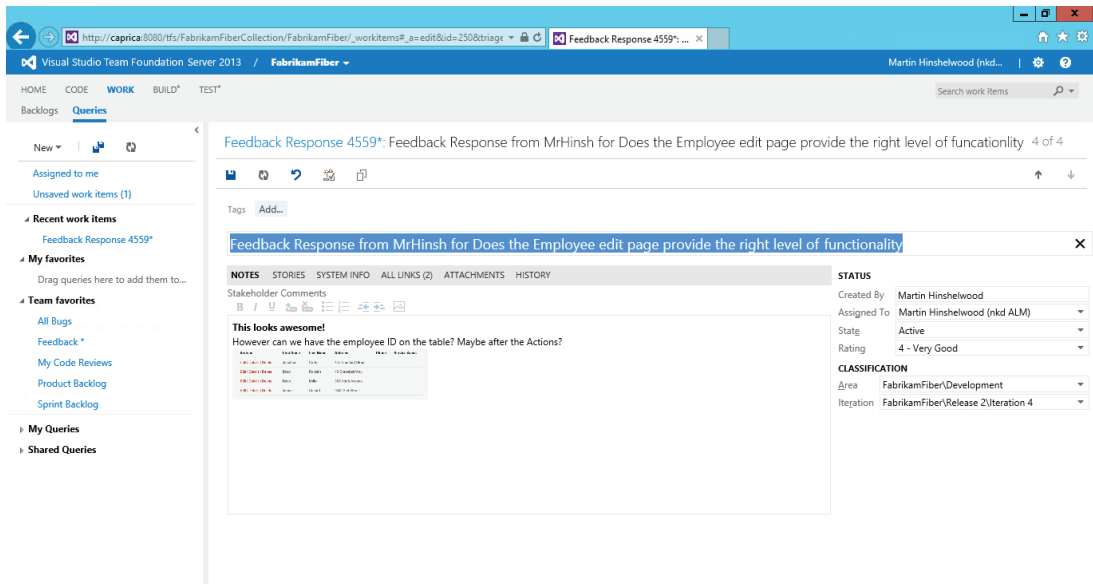 http://caprica:8080/tfs/FabrikamFiberCollection/FabrikamFiber/_workitems#_a=edit&id=250&triage
Feedback Response 4559*: ...
Visual Studio Team Foundation Server 2013 / FabrikamFiber
Martin Hinshelwood (nkd... |
HOME CODE WORK BUILD* TEST*
Search work items
Backlogs Queries
New
Feedback Response 4559*: Feedback Response from MrHinsh for Does the Employee edit page provide the right level of funcationlity 4 of 4
Assigned to me
Unsaved work items (1)
Recent work items
Feedback Response 4559*
My favorites
Drag queries here to add them to...
Team favorites
All Bugs
Feedback *
My Code Reviews
Product Backlog
Sprint Backlog
My Queries
Shared Queries
Tags Add...
Feedback Response from MrHinsh for Does the Employee edit page provide the right level of functionality
NOTES STORIES SYSTEM INFO ALL LINKS (2) ATTACHMENTS HISTORY
Stakeholder Comments
B I U
This looks awesome!
However can we have the employee ID on the table? Maybe after the Actions?
STATUS
Created By Martin Hinshelwood
Assigned To Martin Hinshelwood (nkd ALM)
State Active
Rating 4 - Very Good
CLASSIFICATION
Area FabrikamFiber\Development
Iteration FabrikamFiber\Release 2\Iteration 4